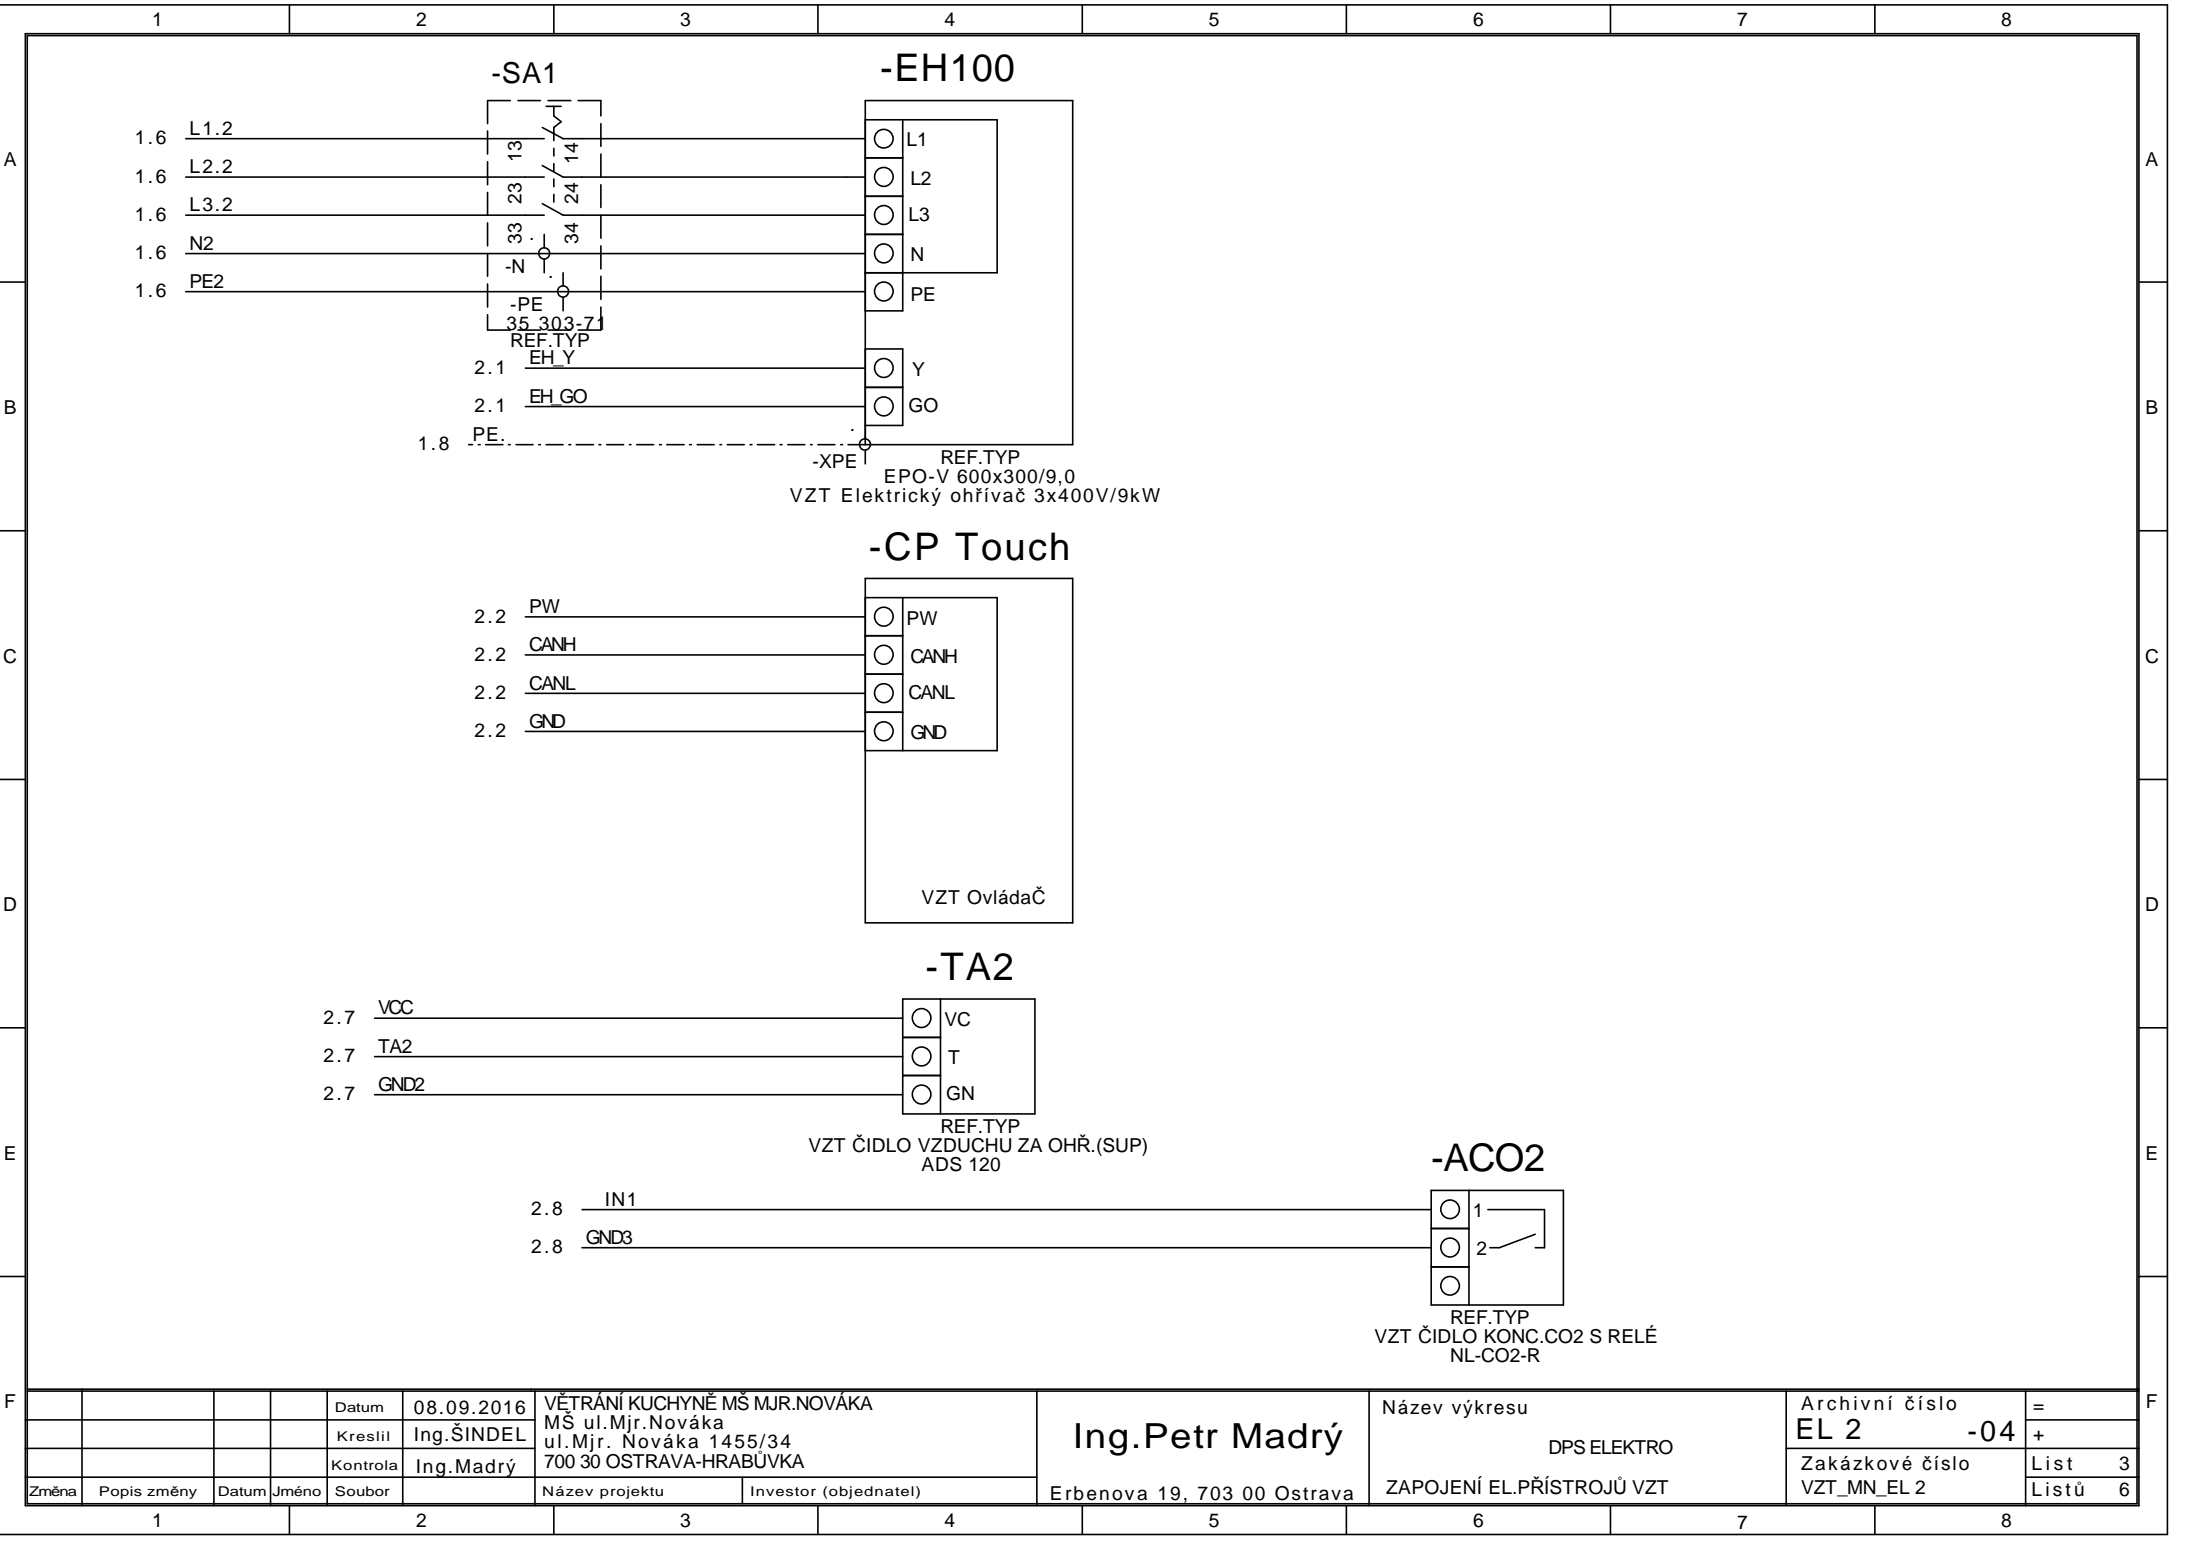 1 2 3 4 5 6 7 8
-SA1
-EH100
1.6 L1.2
13 14
L1
A A
1.6 L2.2
23 24
L2
1.6 L3.2
33 34
L3
1.6 N2
-N
N
1.6 PE2
-PE
PE
35 303-71
REF.TYP
2.1 EH_Y
Y
B B
2.1 EH_GO
GO
1.8 PE.
-XPE
REF.TYP
EPO-V 600x300/9,0
VZT Elektrický ohřívač 3x400V/9kW
-CP Touch
2.2 PW
PW
C C
2.2 CANH
CANH
2.2 CANL
CANL
2.2 GND
GND
D D
VZT OvládaČ
-TA2
2.7 VCC
VC
2.7 TA2
T
2.7 GND2
GN
REF.TYP
VZT ČIDLO VZDUCHU ZA OHŘ.(SUP)
ADS 120
E E
-ACO2
2.8 IN1
1
2.8 GND3
2
REF.TYP
VZT ČIDLO KONC.CO2 S RELÉ
NL-CO2-R
F F
Datum 08.09.2016
Kreslil Ing.ŠINDEL
Kontrola Ing.Madrý
Změna Popis změny Datum Jméno Soubor
VĚTRÁNÍ KUCHYNĚ MŠ MJR.NOVÁKA
MŠ ul.Mjr.Nováka
ul.Mjr. Nováka 1455/34
700 30 OSTRAVA-HRABŮVKA
Název projektu Investor (objednatel)
Ing.Petr Madrý
Erbenova 19, 703 00 Ostrava
Název výkresu
DPS ELEKTRO
ZAPOJENÍ EL.PŘÍSTROJŮ VZT
Archivní číslo
EL 2 -04
Zakázkové číslo
VZT_MN_EL 2
=
+
List 3
Listů 6
1 2 3 4 5 6 7 8